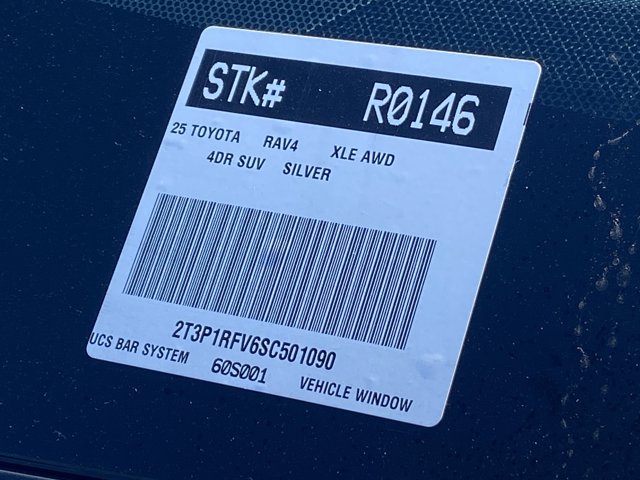 STK# R0146
25 TOYOTA RAV4 XLE AWD
4DR SUV SILVER
2T3P1RFV6SC501090
UCS BAR SYSTEM 60S001 VEHICLE WINDOW